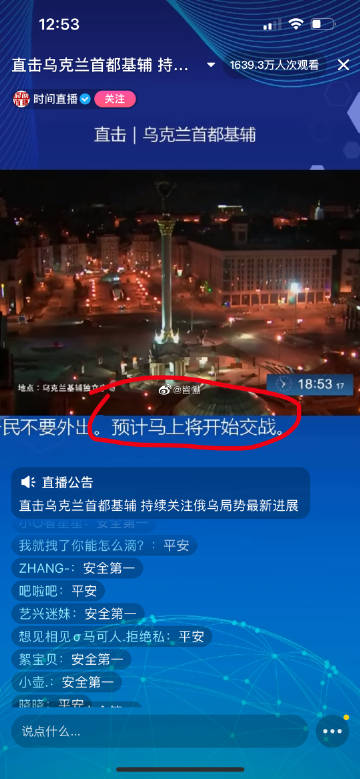 12:53
直击乌克兰首都基辅 持...
1639.3万人次观看
时间直播
关注
直击 | 乌克兰首都基辅
地点：乌克兰基辅独立
@皆懒
18:53 17
民不要外出。预计马上将开始交战。
直播公告
直击乌克兰首都基辅 持续关注俄乌局势最新进展
安全第一
我就拽了你能怎么滴？：平安
ZHANG-：安全第一
吧啦吧：平安
艺兴迷妹：安全第一
想见相见σ马可人.拒绝私：平安
絮宝贝：安全第一
小壶.：安全第一
晓晓：平安
说点什么...